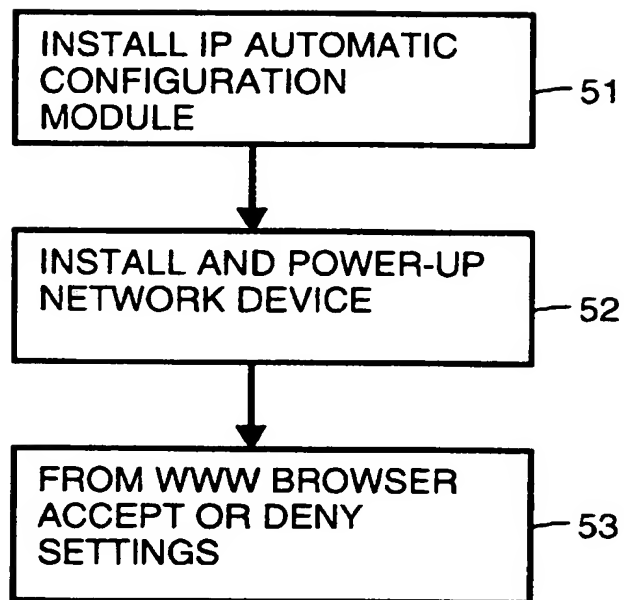 INSTALL IP AUTOMATIC
CONFIGURATION
MODULE
51
INSTALL AND POWER-UP
NETWORK DEVICE
52
FROM WWW BROWSER
ACCEPT OR DENY
SETTINGS
53